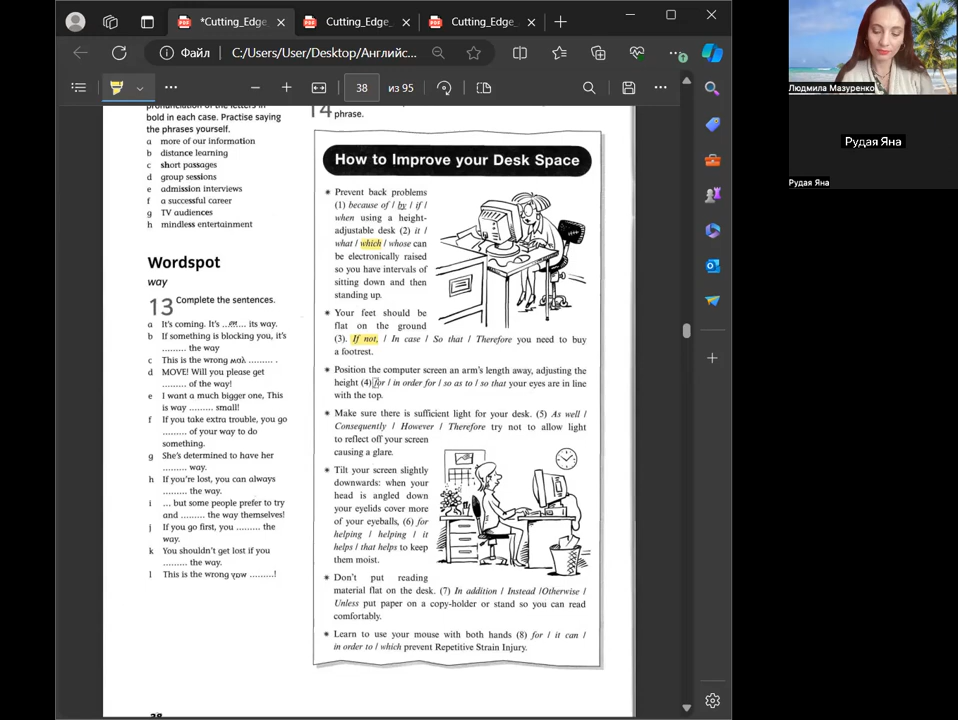 *Cutting_Edge_
Cutting_Edge_
Cutting_Edge_
Файл
C:/Users/User/Desktop/Английс...
38
из 95
bold in each case. Practise saying
the phrases yourself.
a more of our information
b distance learning
c short passages
d group sessions
e admission interviews
f a successful career
g TV audiences
h mindless entertainment
Wordspot
way
13 Complete the sentences.
a It's coming. It's ......... its way.
b If something is blocking you, it's
......... the way
c This is the wrong way ......... .
d MOVE! Will you please get
......... of the way!
e I want a much bigger one, This
is way ......... small!
f If you take extra trouble, you go
......... of your way to do
something.
g She's determined to have her
......... way.
h If you're lost, you can always
......... the way.
i ... but some people prefer to try
and ......... the way themselves!
j If you go first, you ......... the
way.
k You shouldn't get lost if you
......... the way.
l This is the wrong ......... !
14
phrase.
How to Improve your Desk Space
* Prevent back problems
(1) because of / by / if /
when using a height-
adjustable desk (2) it /
what / which / whose can
be electronically raised
so you have intervals of
sitting down and then
standing up.
* Your feet should be
flat on the ground
(3). If not, / In case / So that / Therefore you need to buy
a footrest.
* Position the computer screen an arm's length away, adjusting the
height (4) for / in order for / so as to / so that your eyes are in line
with the top.
* Make sure there is sufficient light for your desk. (5) As well /
Consequently / However / Therefore try not to allow light
to reflect off your screen
causing a glare.
* Tilt your screen slightly
downwards: when your
head is angled down
your eyelids cover more
of your eyeballs, (6) for
helping / helping / it
helps / that helps to keep
them moist.
* Don't put reading
material flat on the desk. (7) In addition / Instead /Otherwise /
Unless put paper on a copy-holder or stand so you can read
comfortably.
* Learn to use your mouse with both hands (8) for / it can /
in order to / which prevent Repetitive Strain Injury.
Людмила Мазуренко
Рудая Яна
Рудая Яна